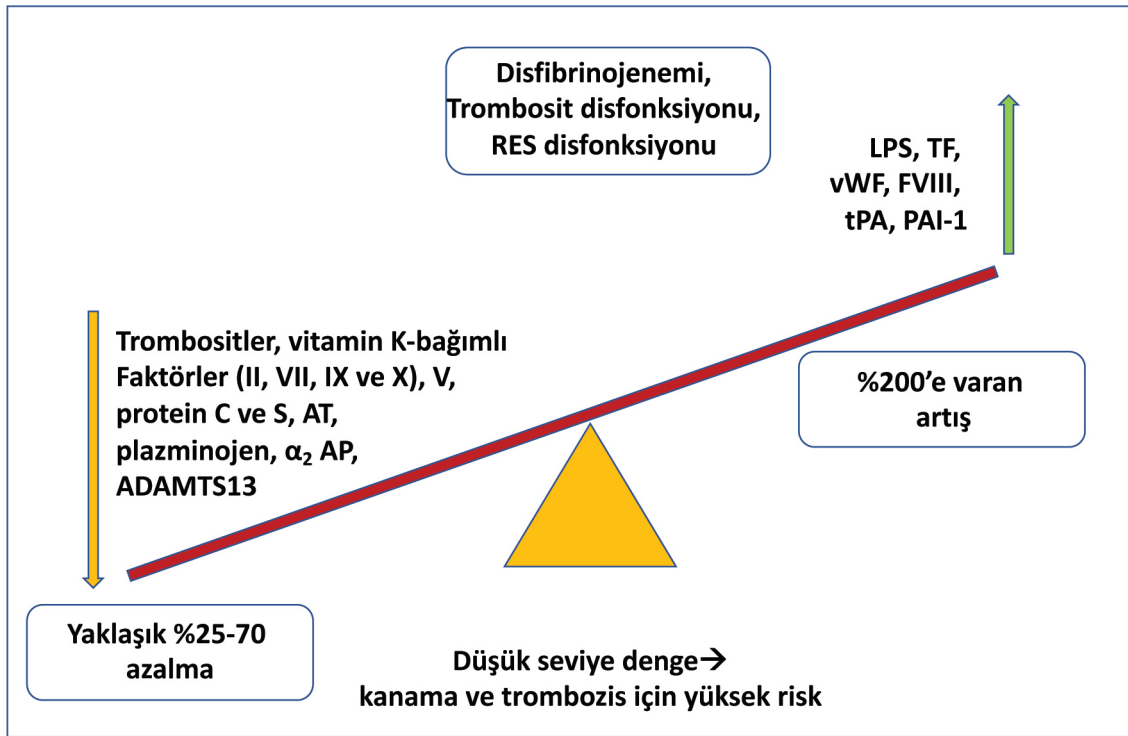 Disfibrinojenemi,
Trombosit disfonksiyonu,
RES disfonksiyonu
LPS, TF,
vWF, FVIII,
tPA, PAI-1
Trombositler, vitamin K-bağımlı
Faktörler (II, VII, IX ve X), V,
protein C ve S, AT,
plazminojen, α₂ AP,
ADAMTS13
%200’e varan
artış
Yaklaşık %25-70
azalma
Düşük seviye denge→
kanama ve trombozis için yüksek risk